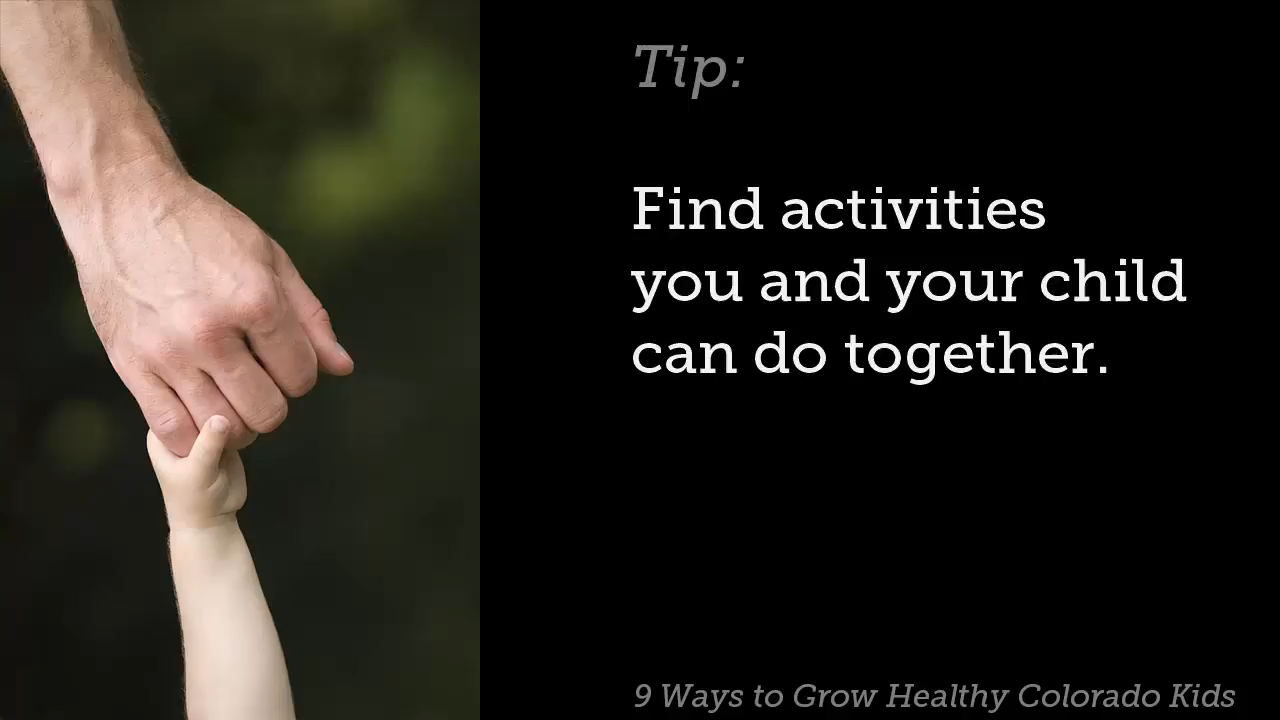 Tip:
Find activities
you and your child
can do together.
9 Ways to Grow Healthy Colorado Kids